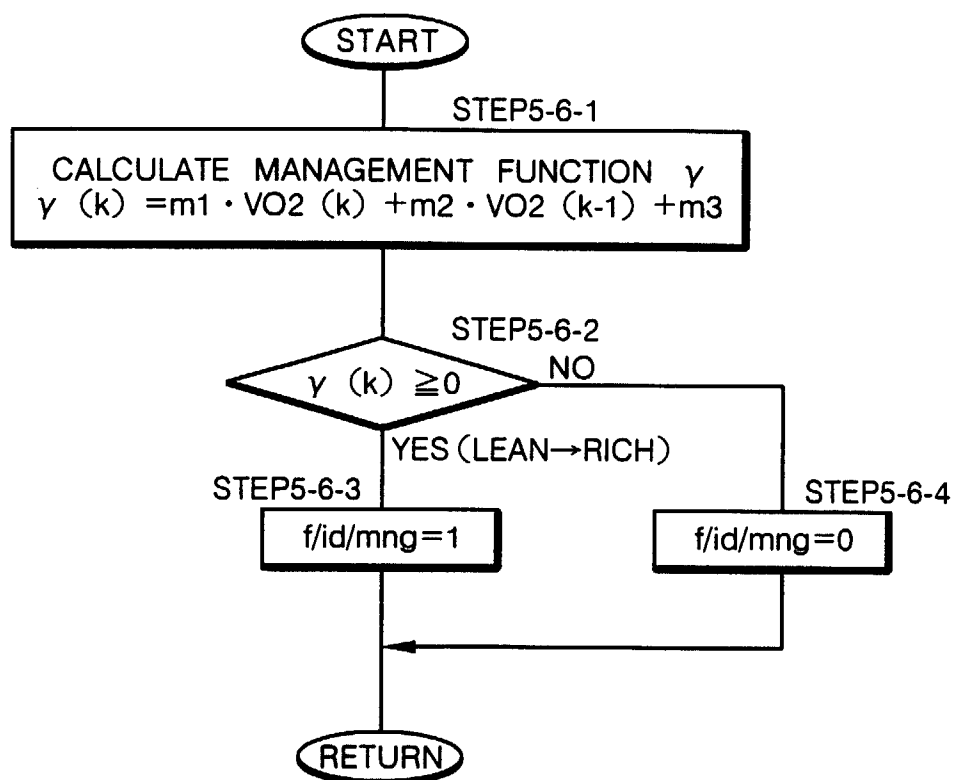 START
STEP5-6-1
CALCULATE MANAGEMENT FUNCTION γ
γ (k) =m1・VO2 (k) +m2・VO2 (k-1) +m3
STEP5-6-2
γ (k) ≧0
NO
YES (LEAN→RICH)
STEP5-6-3
STEP5-6-4
f/id/mng=1
f/id/mng=0
RETURN